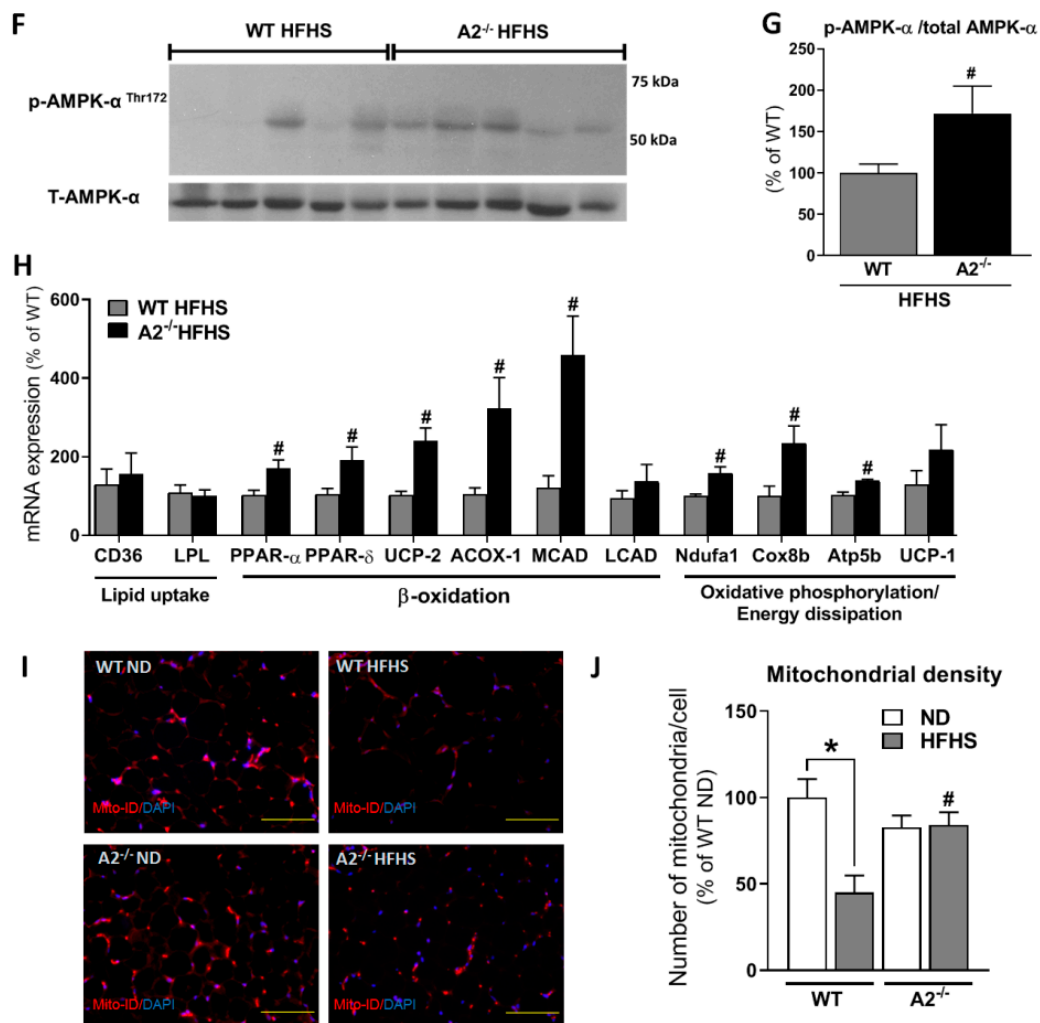 F
WT HFHS
A2-/- HFHS
p-AMPK-α Thr172
75 kDa
50 kDa
T-AMPK-α
G
p-AMPK-α /total AMPK-α
(% of WT)
250
200
150
100
50
0
#
WT
A2-/-
HFHS
H
mRNA expression (% of WT)
600
400
200
0
WT HFHS
A2-/-HFHS
# # # # # # # #
CD36 LPL PPAR-α PPAR-δ UCP-2 ACOX-1 MCAD LCAD Ndufa1 Cox8b Atp5b UCP-1
Lipid uptake
β-oxidation
Oxidative phosphorylation/
Energy dissipation
I
WT ND
Mito-ID/DAPI
WT HFHS
Mito-ID/DAPI
A2-/- ND
Mito-ID/DAPI
A2-/- HFHS
Mito-ID/DAPI
J
Mitochondrial density
Number of mitochondria/cell
(% of WT ND)
150
100
50
0
ND
HFHS
*
#
WT
A2-/-